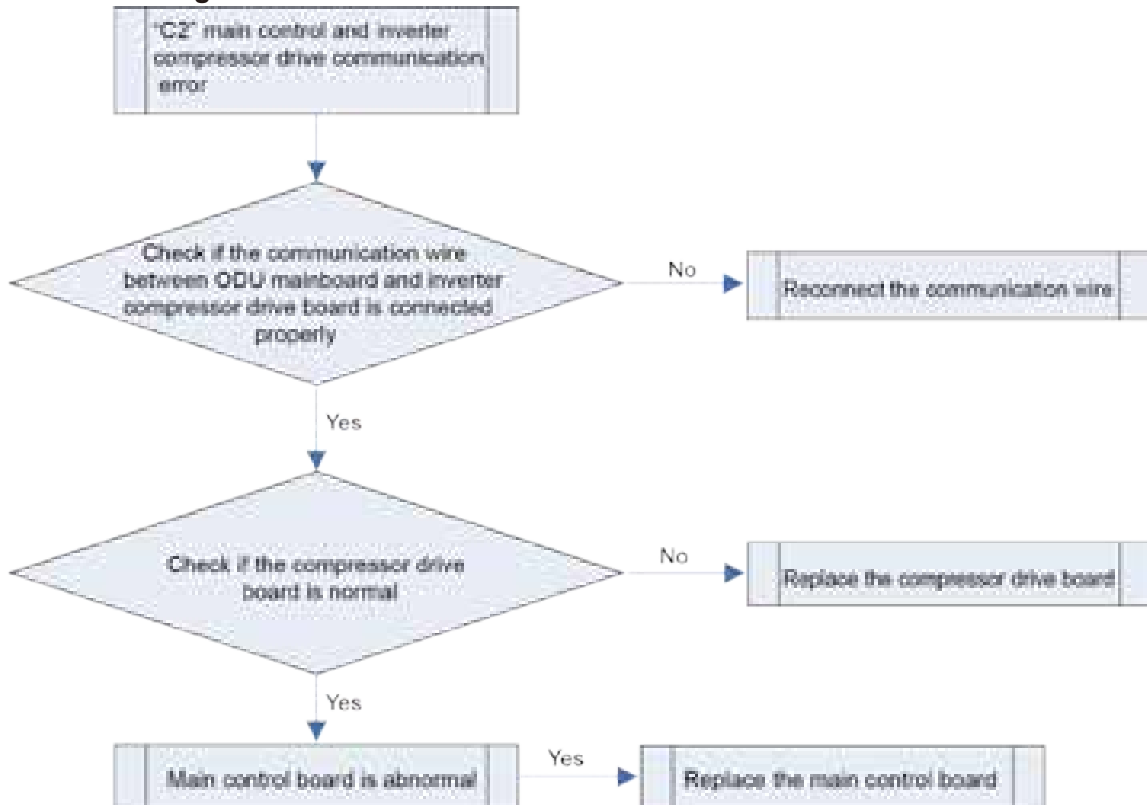 "C2" main control and inverter
compressor drive communication
error
Check if the communication wire
between ODU mainboard and inverter
compressor drive board is connected
properly
No
Reconnect the communication wire
Yes
Check if the compressor drive
board is normal
No
Replace the compressor drive board
Yes
Main control board is abnormal
Yes
Replace the main control board